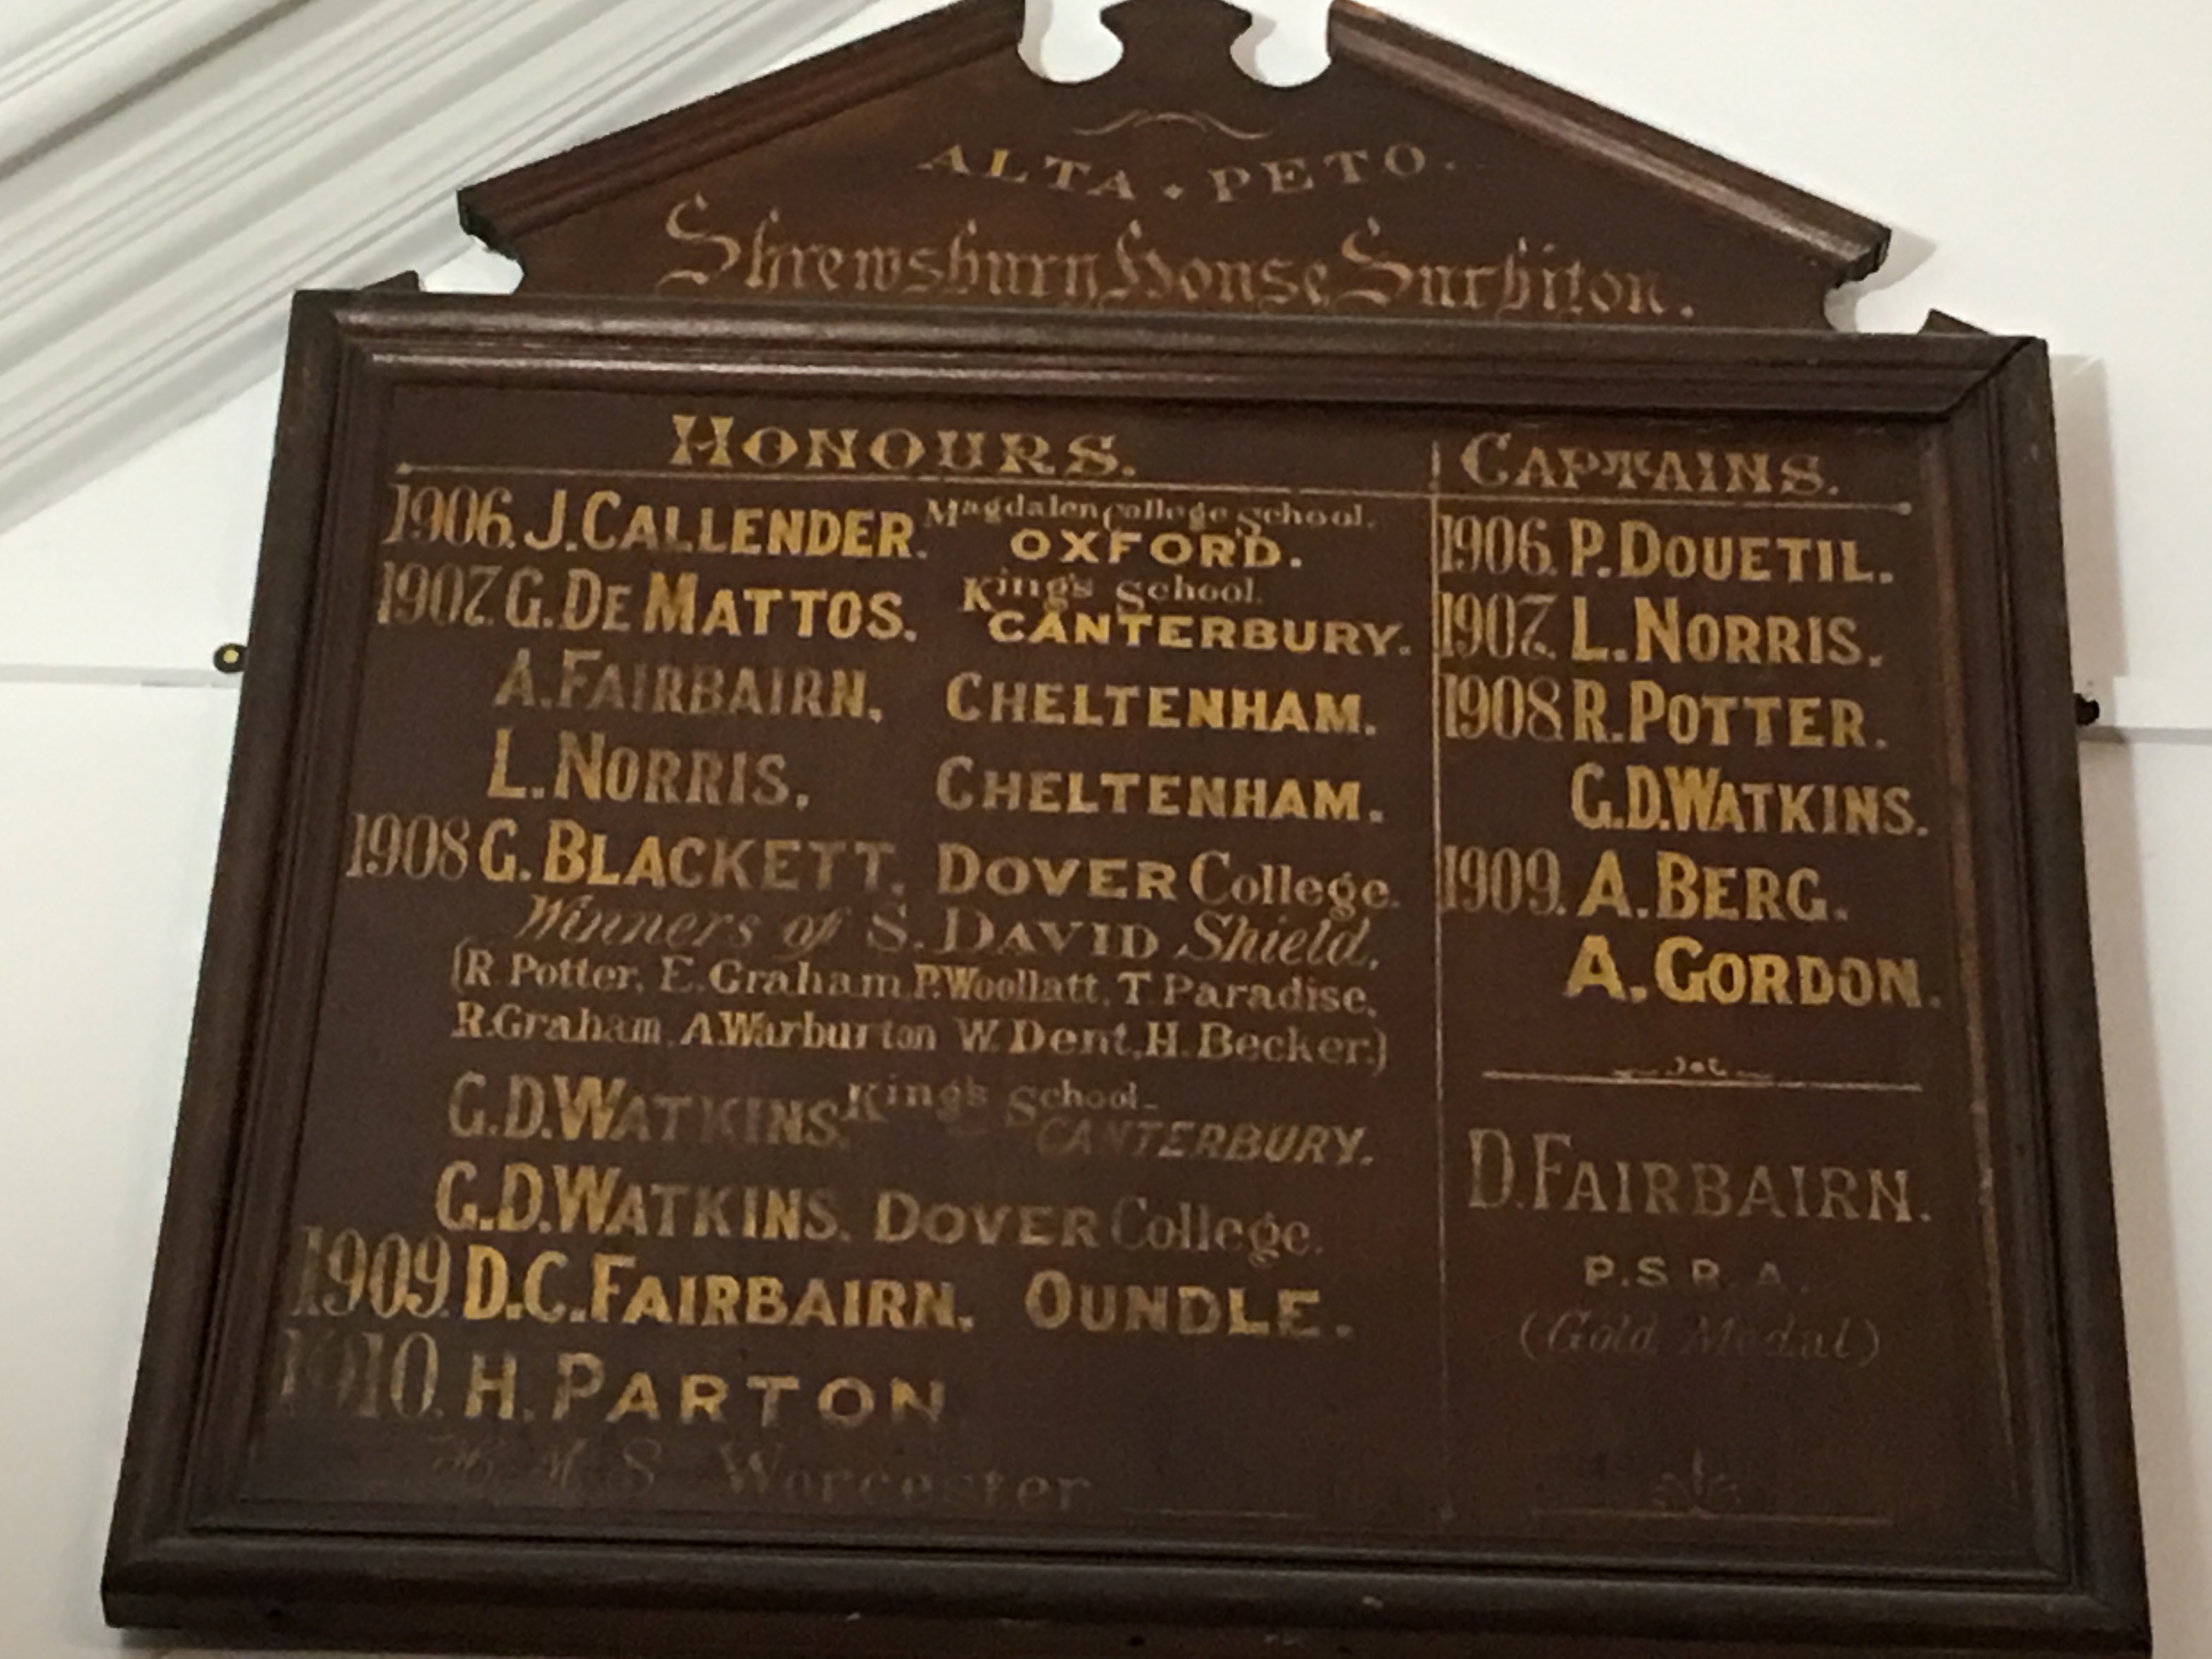 ALTA · PETO.
Shrewsbury House Surbiton.
HONOURS.
1906. J. CALLENDER. Magdalen College School. OXFORD.
1907. G. DE MATTOS. King's School. CANTERBURY.
A. FAIRBAIRN, CHELTENHAM.
L. NORRIS, CHELTENHAM.
1908 G. BLACKETT. DOVER College.
Winners of S. DAVID Shield,
(R. Potter, E. Graham, P. Woollatt, T. Paradise,
R. Graham, A. Warburton W. Dent, H. Becker.)
G.D. WATKINS. King's School - CANTERBURY.
G.D. WATKINS. DOVER College.
1909. D.C. FAIRBAIRN. OUNDLE.
1910. H. PARTON
H.M.S Worcester
CAPTAINS.
1906. P. DOUETIL.
1907. L. NORRIS.
1908 R. POTTER.
G.D. WATKINS.
1909. A. BERG.
A. GORDON.
D. FAIRBAIRN.
P.S.R.A.
(Gold Medal)